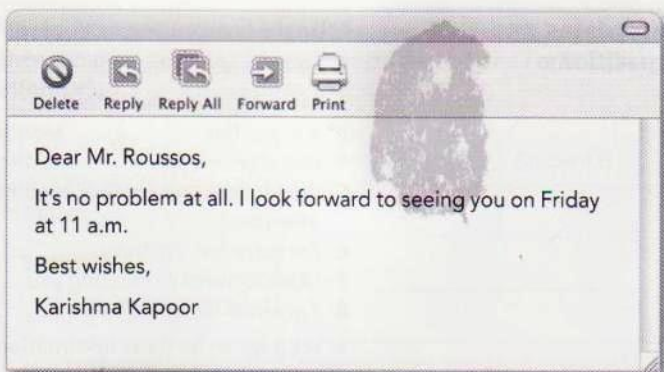 Delete Reply Reply All Forward Print
Dear Mr. Roussos,
It's no problem at all. I look forward to seeing you on Friday
at 11 a.m.
Best wishes,
Karishma Kapoor